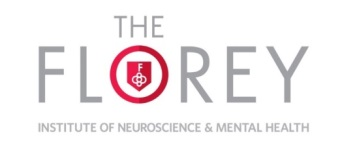 THE
FLOREY
INSTITUTE OF NEUROSCIENCE & MENTAL HEALTH